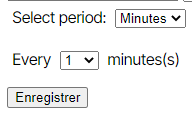 Select period: Minutes
Every 1 minutes(s)
Enregistrer